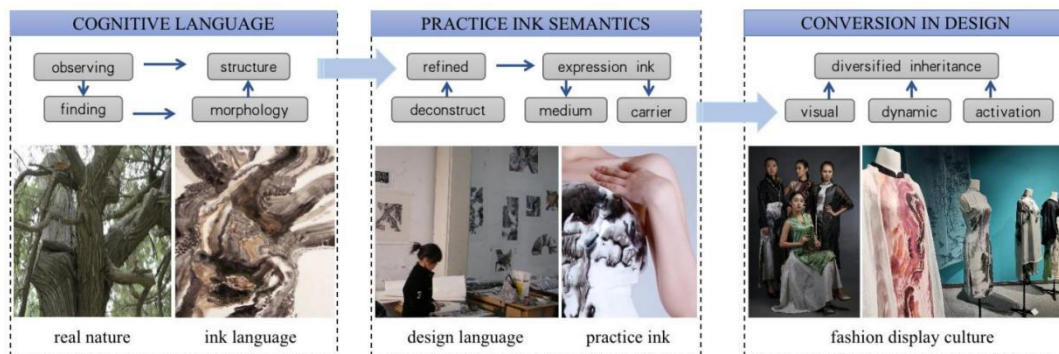 COGNITIVE LANGUAGE
observing
structure
finding
morphology
real nature
ink language
PRACTICE INK SEMANTICS
refined
expression ink
deconstruct
medium
carrier
design language
practice ink
CONVERSION IN DESIGN
diversified inheritance
visual
dynamic
activation
fashion display culture